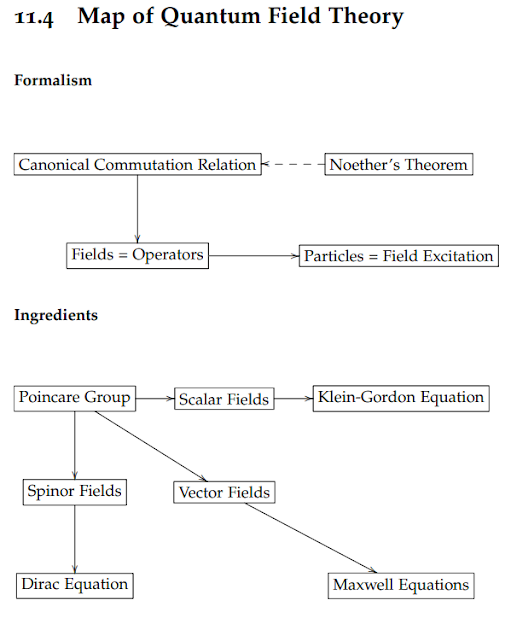 11.4 Map of Quantum Field Theory
Formalism
Canonical Commutation Relation
Noether's Theorem
Fields = Operators
Particles = Field Excitation
Ingredients
Poincare Group
Scalar Fields
Klein-Gordon Equation
Spinor Fields
Vector Fields
Dirac Equation
Maxwell Equations